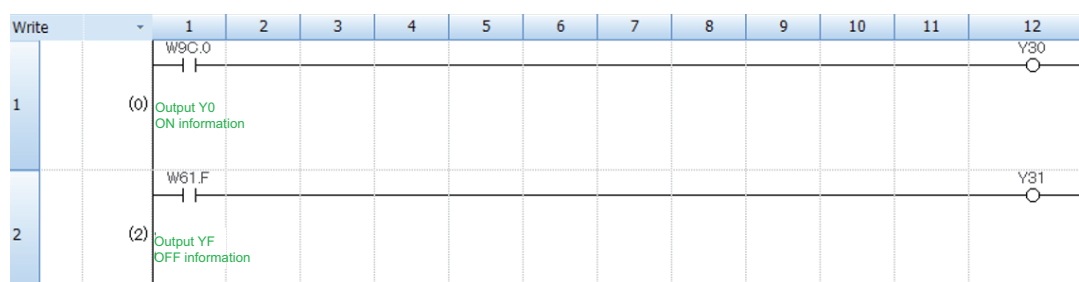 Write 1 2 3 4 5 6 7 8 9 10 11 12
W9C.0 Y30
1 (0) Output Y0
ON information
W61.F Y31
2 (2) Output YF
OFF information